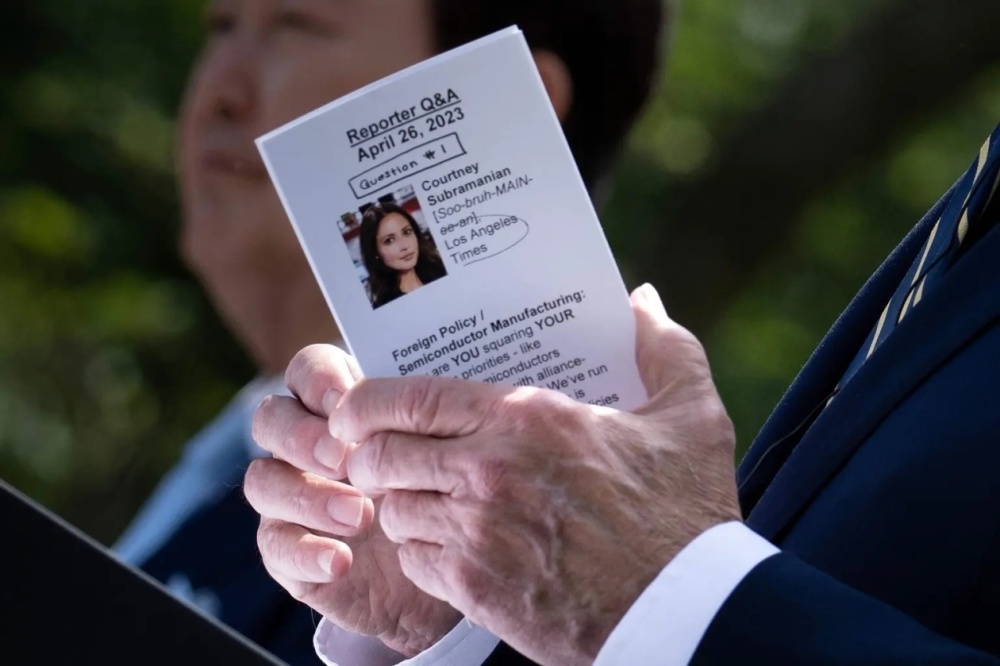 Reporter Q&A
April 26, 2023
Question #1
Courtney
Subramanian
[Soo-bruh-MAIN-
ee-an],
Los Angeles
Times
Foreign Policy /
Semiconductor Manufacturing:
are YOU squaring YOUR
priorities - like
semiconductors
with alliance-
We've run
is